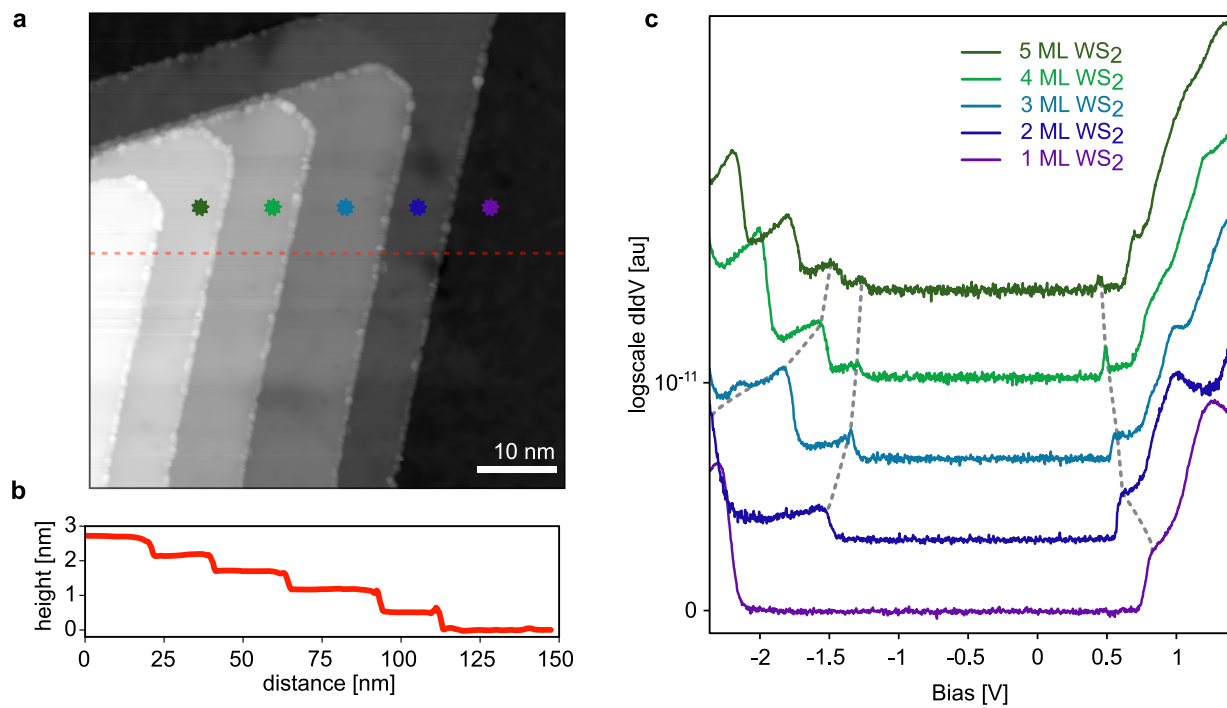 a
10 nm
b
height [nm]
3
2
1
0
0
25
50
75
100
125
150
distance [nm]
c
5 ML WS2
4 ML WS2
3 ML WS2
2 ML WS2
1 ML WS2
logscale dIdV [au]
10-11
0
-2
-1.5
-1
-0.5
0
0.5
1
Bias [V]